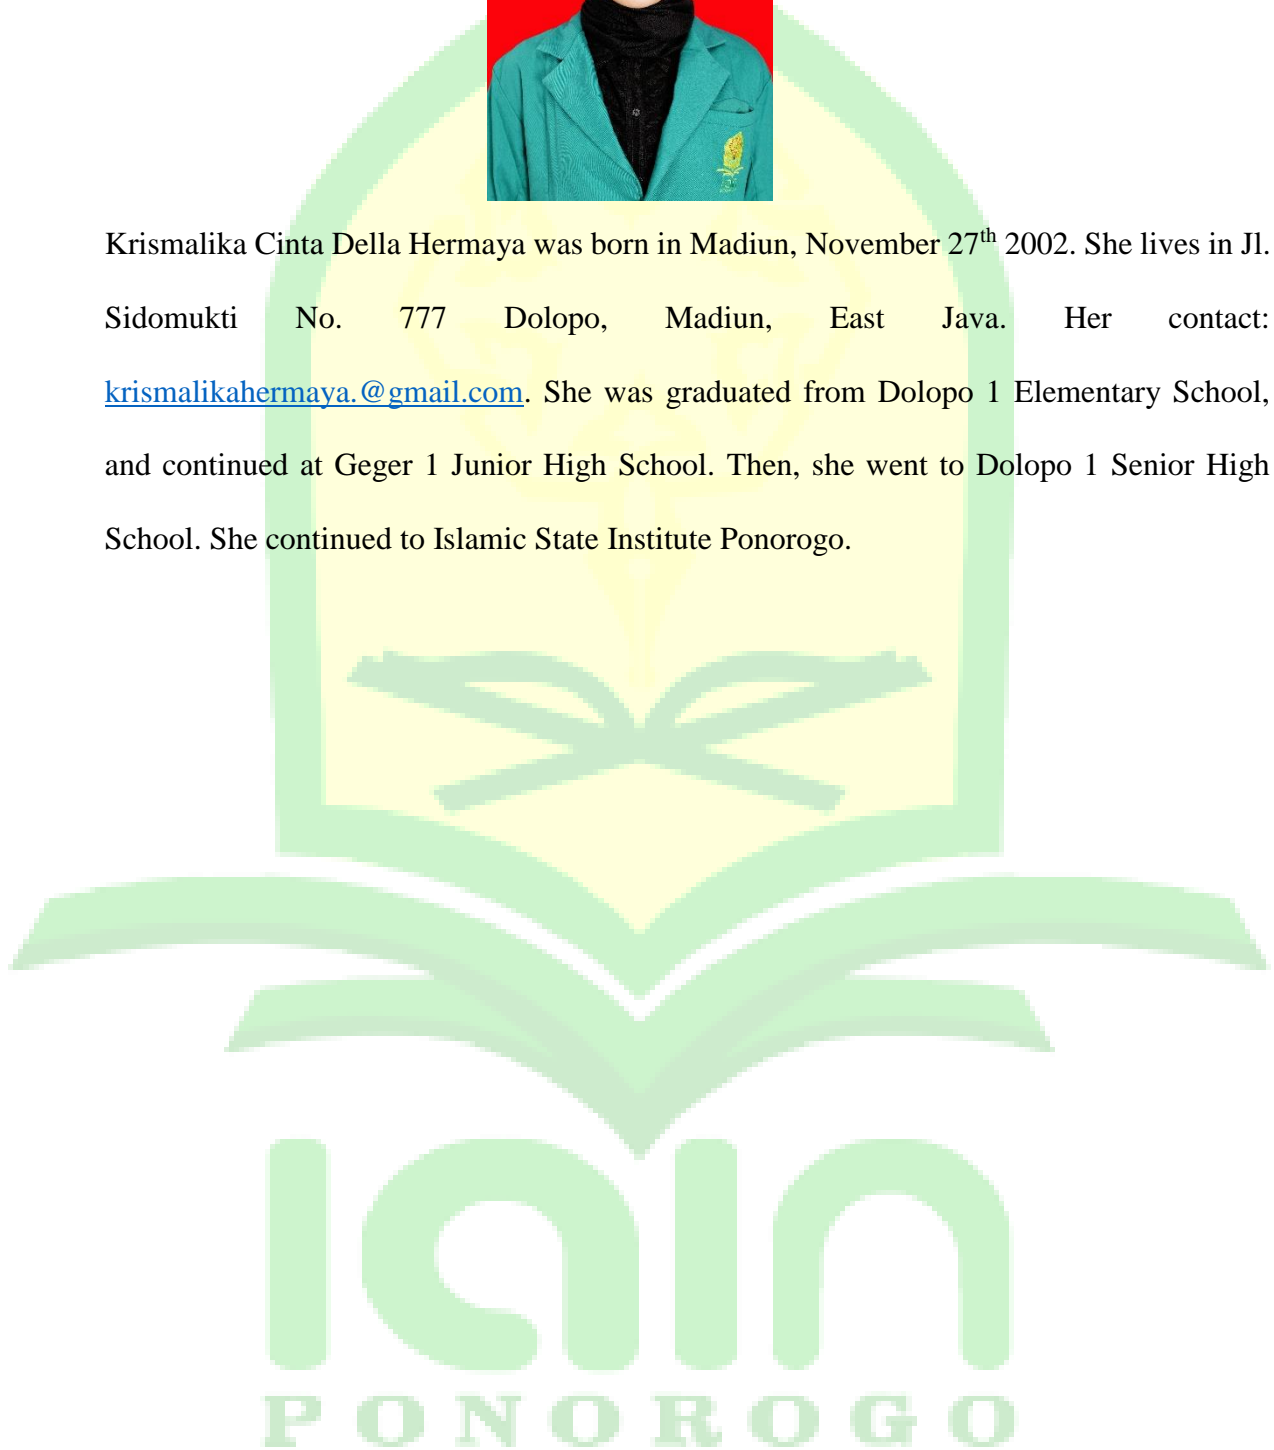 Krismalika Cinta Della Hermaya was born in Madiun, November 27th 2002. She lives in Jl.
Sidomukti No. 777 Dolopo, Madiun, East Java. Her contact:
krismalikahermaya.@gmail.com. She was graduated from Dolopo 1 Elementary School,
and continued at Geger 1 Junior High School. Then, she went to Dolopo 1 Senior High
School. She continued to Islamic State Institute Ponorogo.
iain
PONOROGO